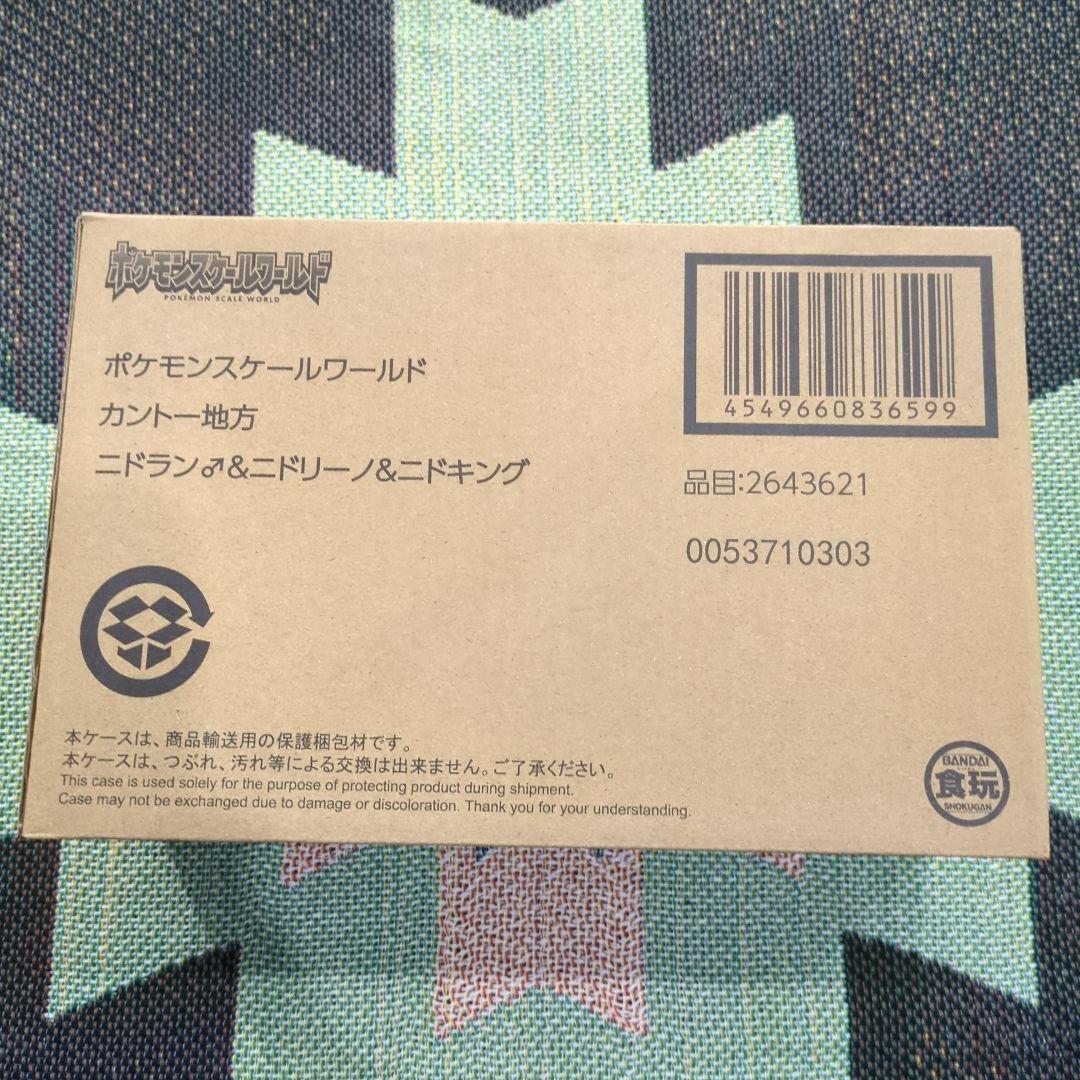 ポケモンスケールワールド
POKÉMON SCALE WORLD
ポケモンスケールワールド
カントー地方
ニドラン♂&ニドリーノ&ニドキング
4549660836599
品目:2643621
0053710303
本ケースは、商品輸送用の保護梱包材です。
本ケースは、つぶれ、汚れ等による交換は出来ません。ご了承ください。
This case is used solely for the purpose of protecting product during shipment.
Case may not be exchanged due to damage or discoloration. Thank you for your understanding.
BANDAI
食玩
SHOKUGAN